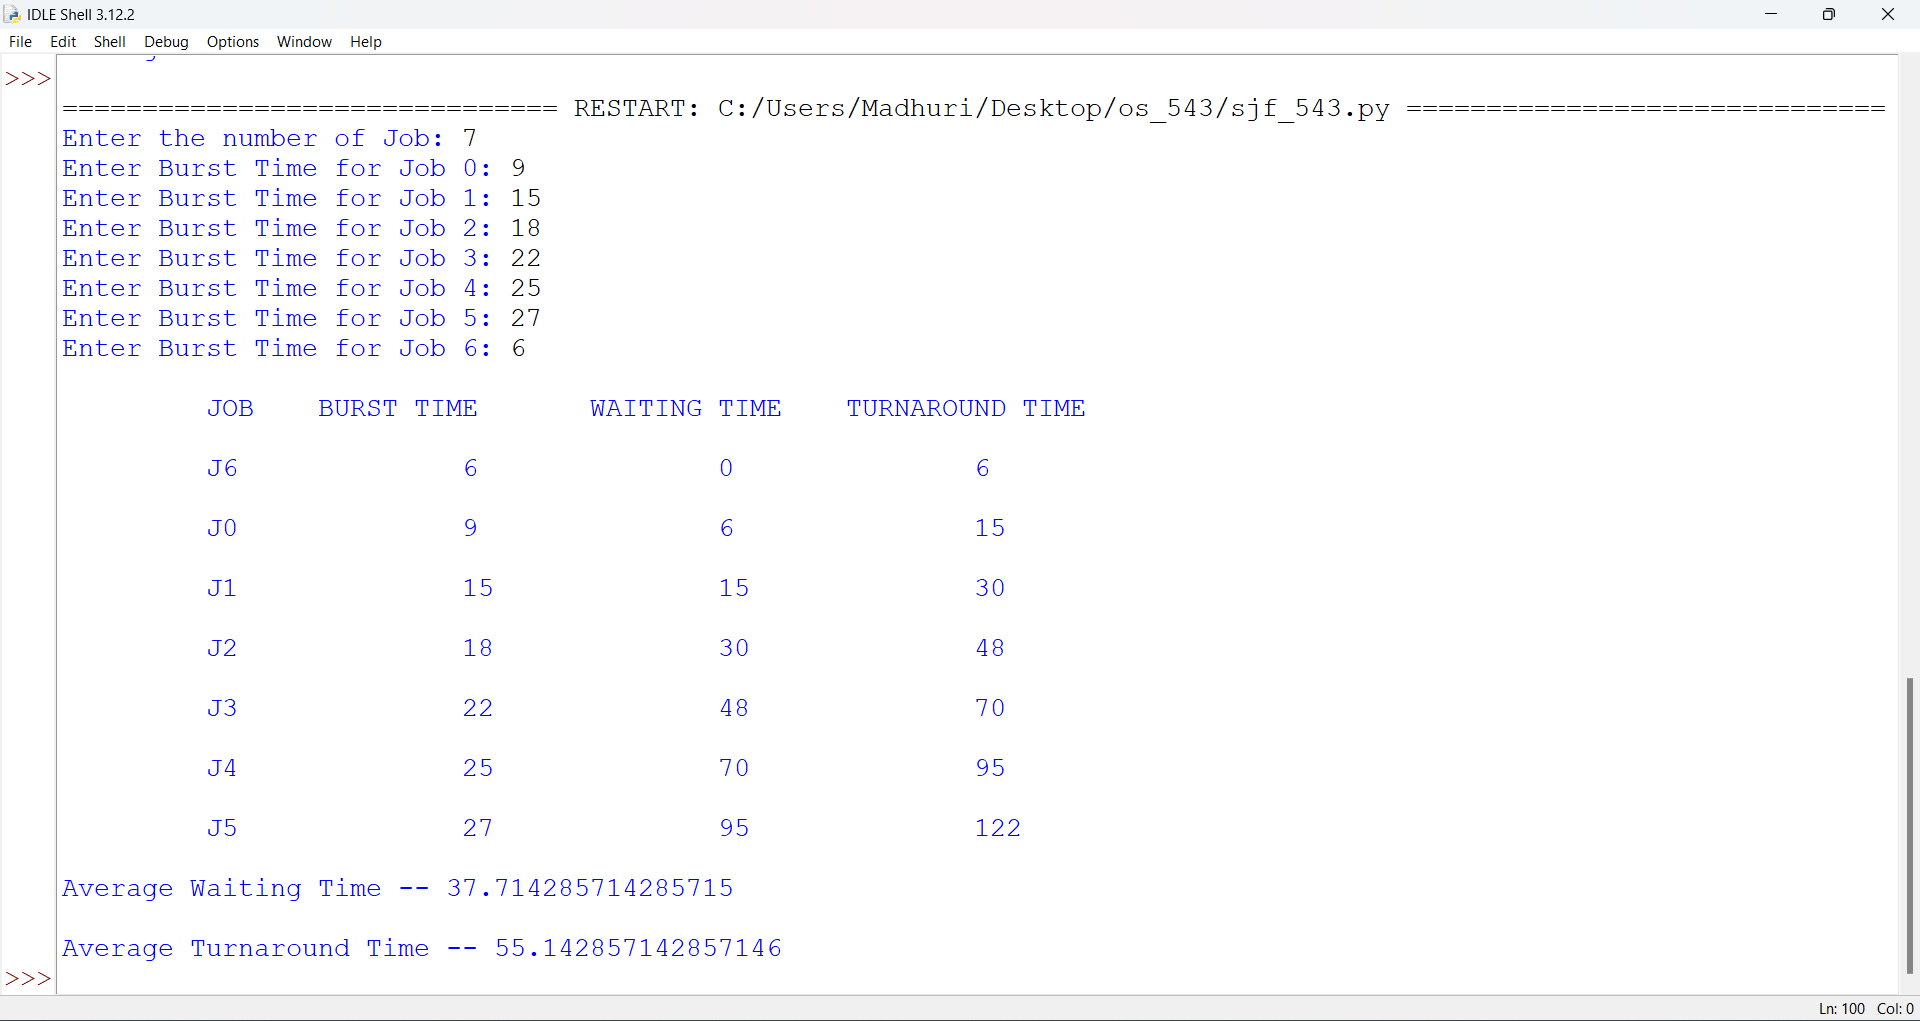 IDLE Shell 3.12.2
File Edit Shell Debug Options Window Help
>>>
=============================== RESTART: C:/Users/Madhuri/Desktop/os_543/sjf_543.py ==============================
Enter the number of Job: 7
Enter Burst Time for Job 0: 9
Enter Burst Time for Job 1: 15
Enter Burst Time for Job 2: 18
Enter Burst Time for Job 3: 22
Enter Burst Time for Job 4: 25
Enter Burst Time for Job 5: 27
Enter Burst Time for Job 6: 6
JOB BURST TIME WAITING TIME TURNAROUND TIME
J6 6 0 6
J0 9 6 15
J1 15 15 30
J2 18 30 48
J3 22 48 70
J4 25 70 95
J5 27 95 122
Average Waiting Time -- 37.714285714285715
Average Turnaround Time -- 55.142857142857146
>>>
Ln: 100 Col: 0